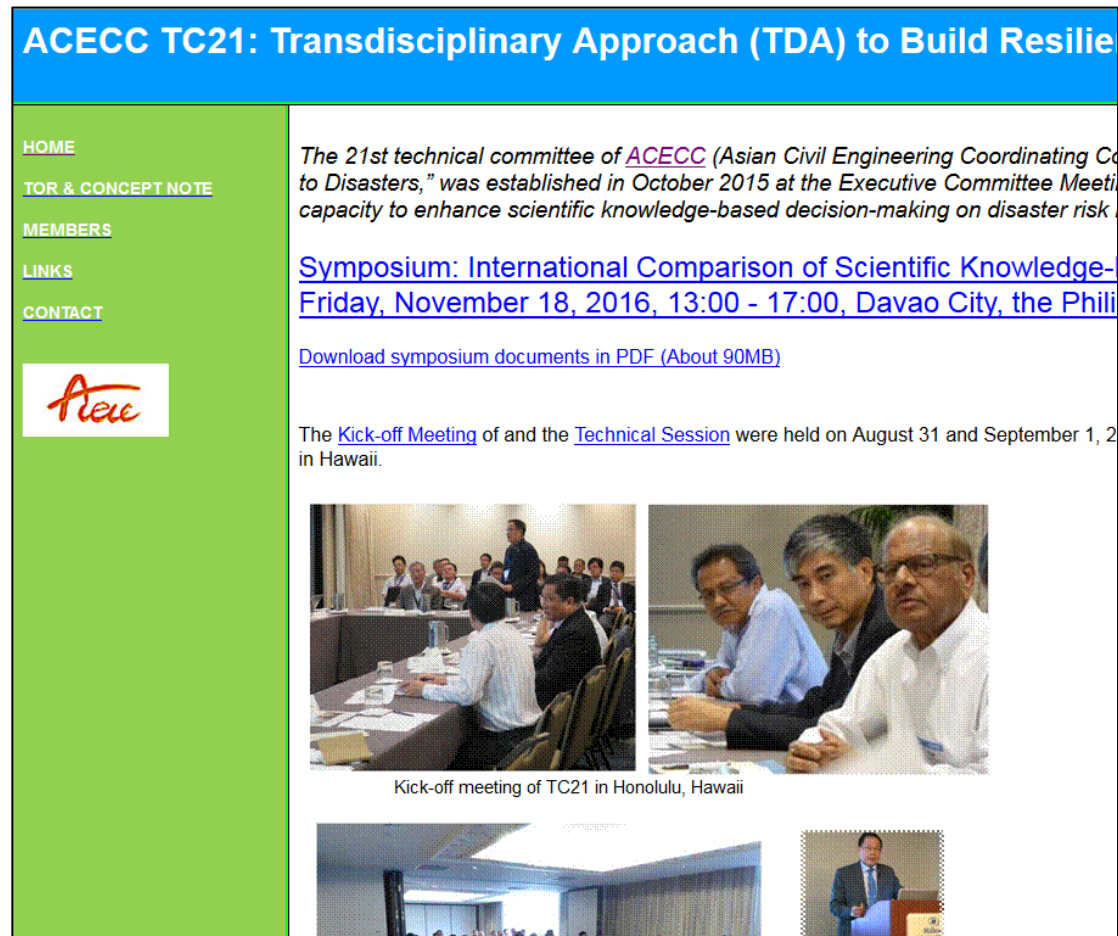 ACECC TC21: Transdisciplinary Approach (TDA) to Build Resilie
HOME
TOR & CONCEPT NOTE
MEMBERS
LINKS
CONTACT
Acecc
The 21st technical committee of ACECC (Asian Civil Engineering Coordinating Co
to Disasters,” was established in October 2015 at the Executive Committee Meeti
capacity to enhance scientific knowledge-based decision-making on disaster risk
Symposium: International Comparison of Scientific Knowledge-
Friday, November 18, 2016, 13:00 - 17:00, Davao City, the Phili
Download symposium documents in PDF (About 90MB)
The Kick-off Meeting of and the Technical Session were held on August 31 and September 1, 2
in Hawaii.
Kick-off meeting of TC21 in Honolulu, Hawaii
Hilton